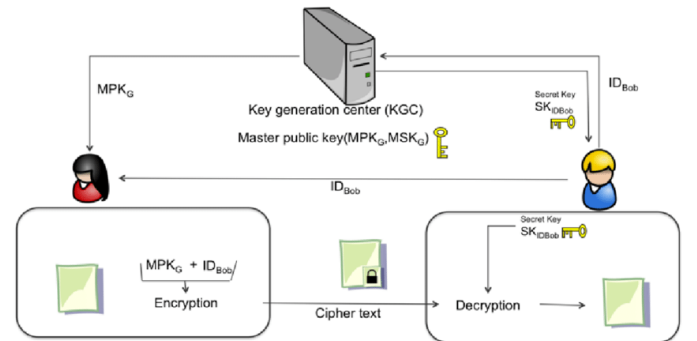 MPKG
IDBob
Secret Key
SKIDBob
Key generation center (KGC)
Master public key(MPKG,MSKG)
IDBob
Secret Key
SKIDBob
MPKG + IDBob
Encryption
Cipher text
Decryption